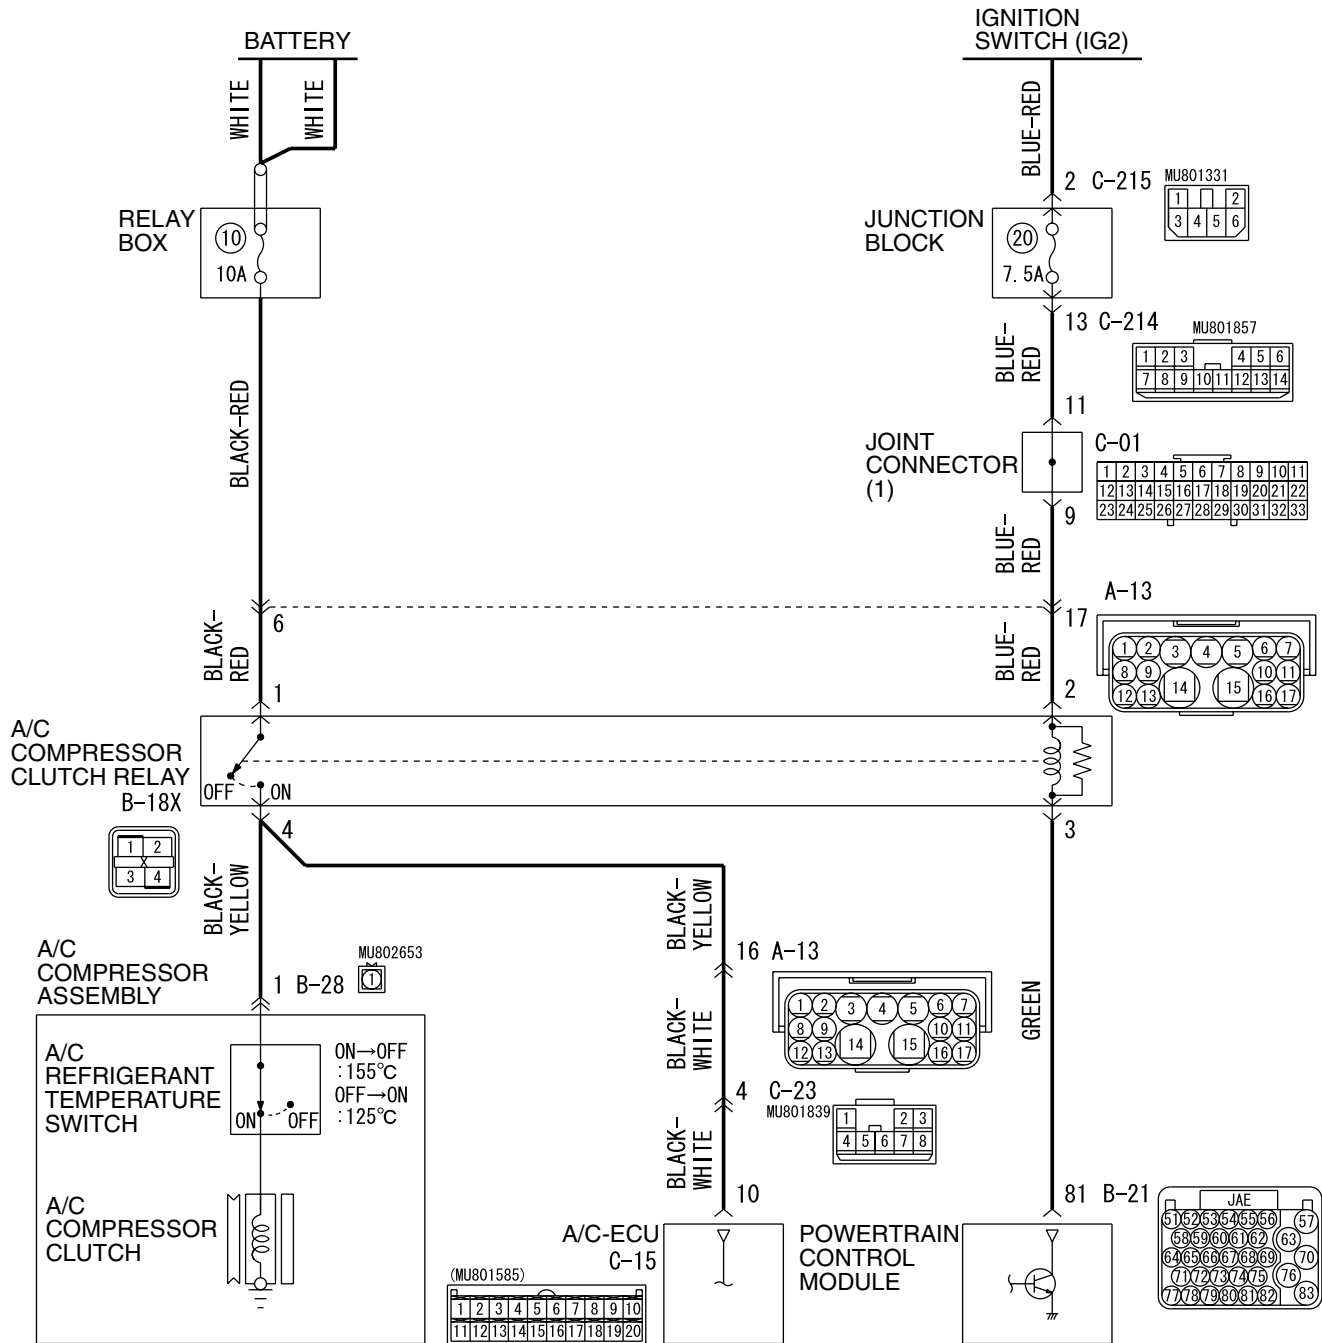 BATTERY
IGNITION
SWITCH (IG2)
WHITE
WHITE
BLUE-RED
2 C-215 MU801331
1 2
3 4 5 6
RELAY
BOX
10
10A
JUNCTION
BLOCK
20
7.5A
13 C-214 MU801857
1 2 3 4 5 6
7 8 9 10 11 12 13 14
BLUE-
RED
BLACK-RED
11
JOINT
CONNECTOR
(1)
C-01
1 2 3 4 5 6 7 8 9 10 11
12 13 14 15 16 17 18 19 20 21 22
23 24 25 26 27 28 29 30 31 32 33
9
BLUE-
RED
6
17
A-13
1 2 3 4 5 6 7
8 9 10 11
14 15
12 13 16 17
BLACK-
RED
BLUE-
RED
1
2
A/C
COMPRESSOR
CLUTCH RELAY
B-18X
OFF ON
1 2
X
3 4
4
3
BLACK-
YELLOW
BLACK-
YELLOW
16 A-13
1 2 3 4 5 6 7
8 9 10 11
14 15
12 13 16 17
A/C
COMPRESSOR
ASSEMBLY
1 B-28 MU802653
1
BLACK-
WHITE
GREEN
A/C
REFRIGERANT
TEMPERATURE
SWITCH
ON OFF
ON→OFF
:155℃
OFF→ON
:125℃
4 C-23
MU801839
1 2 3
4 5 6 7 8
BLACK-
WHITE
A/C
COMPRESSOR
CLUTCH
10
81 B-21
A/C-ECU
C-15
(MU801585)
1 2 3 4 5 6 7 8 9 10
11 12 13 14 15 16 17 18 19 20
POWERTRAIN
CONTROL
MODULE
JAE
51 52 53 54 55 56 57
58 59 60 61 62 63
64 65 66 67 68 69 70
71 72 73 74 75 76
77 78 79 80 81 82 83